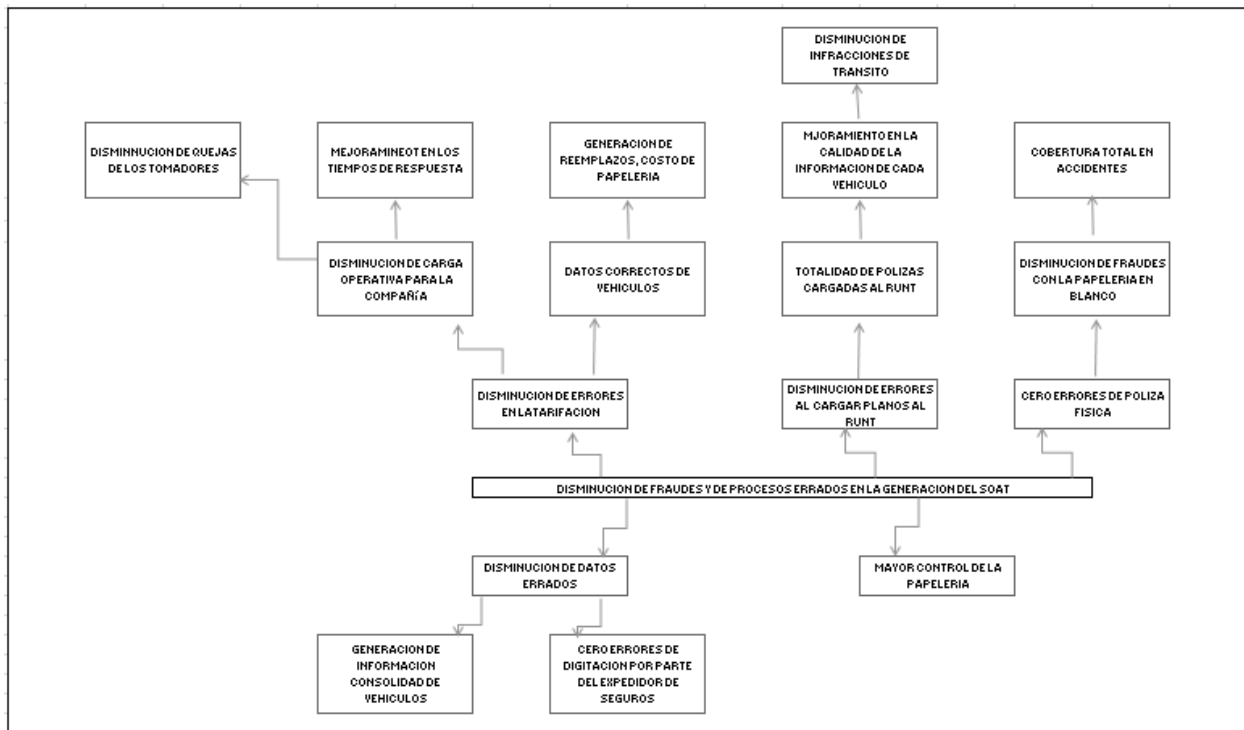 DISMINUCION DE
INFRACCIONES DE
TRANSITO
DISMINNUCION DE QUEJAS
DE LOS TOMADORES
MEJORAMINEOT EN LOS
TIEMPOS DE RESPUESTA
GENERACION DE
REEMPLAZOS, COSTO DE
PAPELERIA
MJORAMIENTO EN LA
CALIDAD DE LA
INFORMACION DE CADA
VEHICULO
COBERTURA TOTAL EN
ACCIDENTES
DISMINUCION DE CARGA
OPERATIVA PARA LA
COMPAÑÍA
DATOS CORRECTOS DE
VEHICULOS
TOTALIDAD DE POLIZAS
CARGADAS AL RUNT
DISMINUCION DE FRAUDES
CON LA PAPELERIA EN
BLANCO
DISMINUCION DE ERRORES
EN LA TARIFACION
DISMINUCION DE ERRORES
AL CARGAR PLANOS AL
RUNT
CERO ERRORES DE POLIZA
FISICA
DISMINUCION DE FRAUDES Y DE PROCESOS ERRADOS EN LA GENERACION DEL SOAT
DISMINUCION DE DATOS
ERRADOS
MAYOR CONTROL DE LA
PAPELERIA
GENERACION DE
INFORMACION
CONSOLIDAD DE
VEHICULOS
CERO ERRORES DE
DIGITACION POR PARTE
DEL EXPEDIDOR DE
SEGUROS